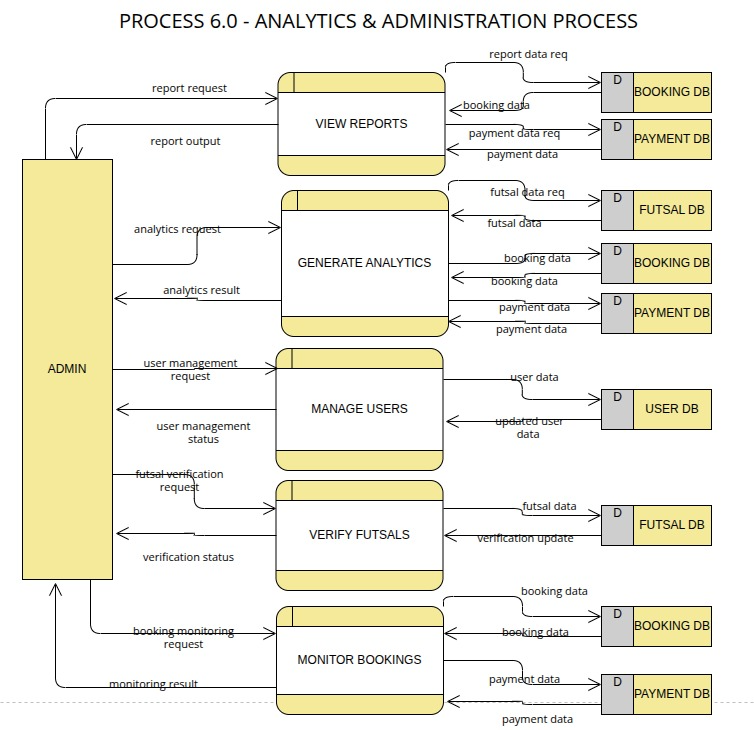 PROCESS 6.0 - ANALYTICS & ADMINISTRATION PROCESS
report data req
report request
D
BOOKING DB
booking data
VIEW REPORTS
D
payment data req
PAYMENT DB
report output
payment data
futsal data req
D
FUTSAL DB
futsal data
analytics request
D
booking data
BOOKING DB
GENERATE ANALYTICS
booking data
analytics result
D
payment data
PAYMENT DB
payment data
ADMIN
user management
request
user data
D
MANAGE USERS
USER DB
user management
status
updated user
data
futsal verification
request
futsal data
D
FUTSAL DB
VERIFY FUTSALS
verification update
verification status
booking data
D
BOOKING DB
booking monitoring
request
booking data
MONITOR BOOKINGS
monitoring result
payment data
D
PAYMENT DB
payment data